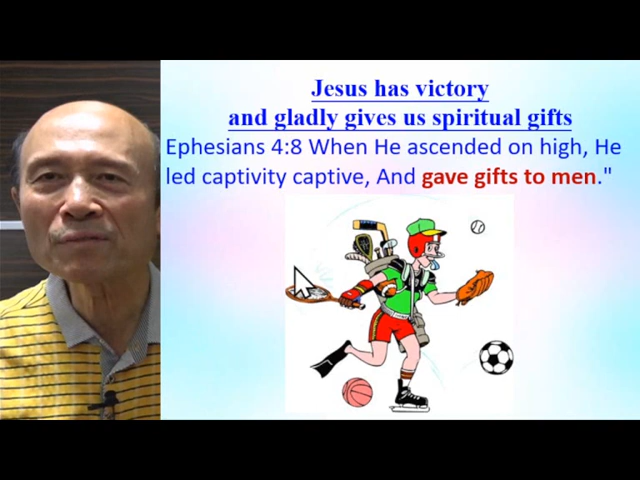 Jesus has victory
and gladly gives us spiritual gifts
Ephesians 4:8 When He ascended on high, He
led captivity captive, And gave gifts to men."